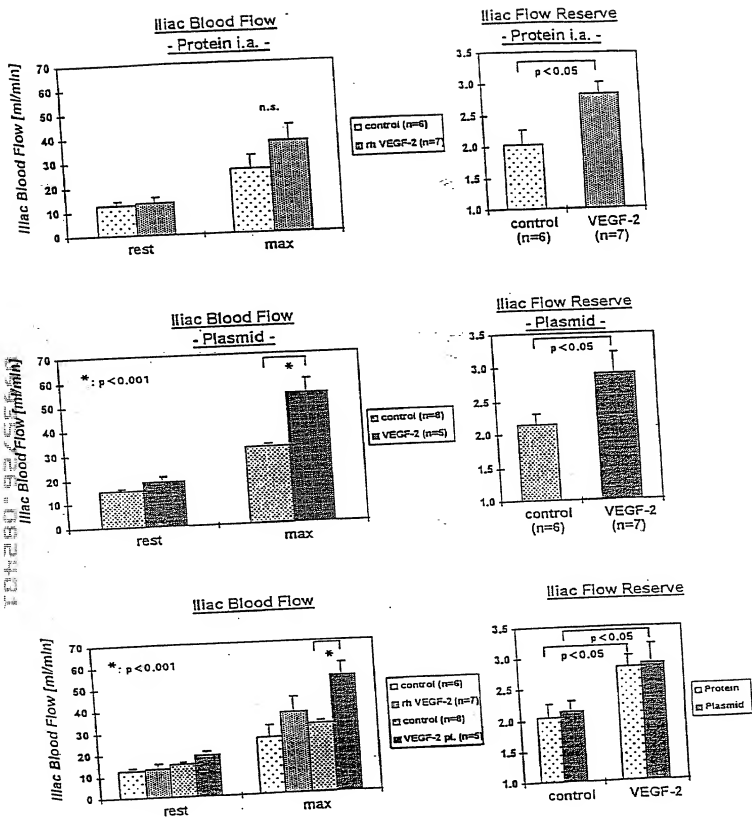 Iliac Blood Flow
- Protein i.a. -
Iliac Blood Flow [ml/min]
70
60
50
40
30
20
10
0
n.s.
rest
max
control (n=6)
rh VEGF-2 (n=7)
Iliac Flow Reserve
- Protein i.a. -
3.5
3.0
2.5
2.0
1.5
1.0
p<0.05
control
(n=6)
VEGF-2
(n=7)
Iliac Blood Flow
- Plasmid -
Iliac Blood Flow [ml/min]
70
60
50
40
30
20
10
0
*: p<0.001
*
rest
max
control (n=8)
VEGF-2 (n=5)
Iliac Flow Reserve
- Plasmid -
3.5
3.0
2.5
2.0
1.5
1.0
p<0.05
control
(n=6)
VEGF-2
(n=7)
Iliac Blood Flow
Iliac Blood Flow [ml/min]
70
60
50
40
30
20
10
0
*: p<0.001
*
rest
max
control (n=6)
rh VEGF-2 (n=7)
control (n=8)
VEGF-2 pl. (n=5)
Iliac Flow Reserve
3.5
3.0
2.5
2.0
1.5
1.0
p<0.05
p<0.05
control
VEGF-2
Protein
Plasmid